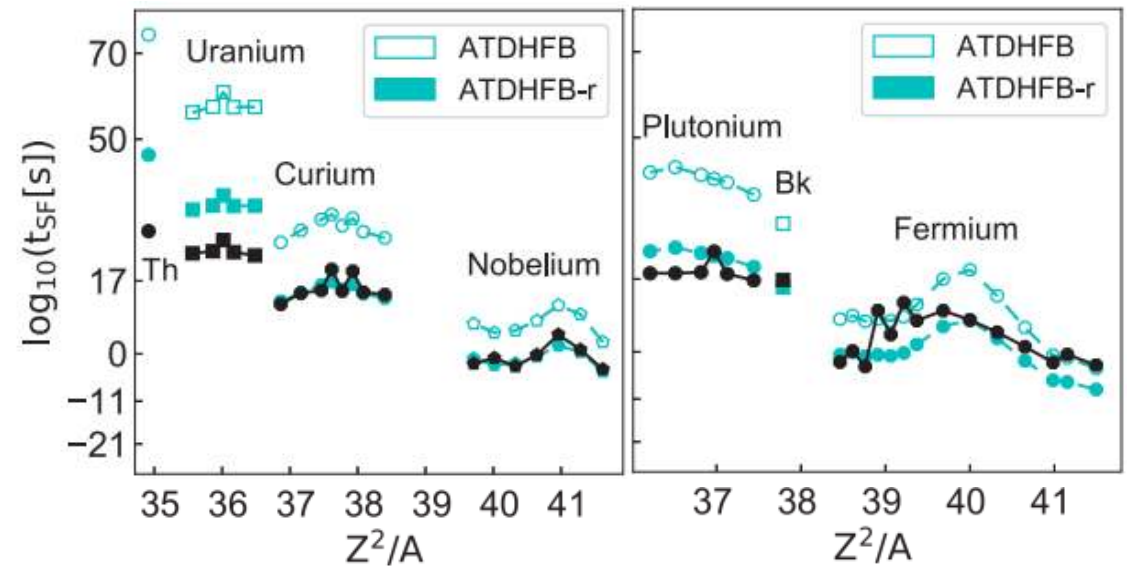 ATDHFB
ATDHFB-r
Uranium
Curium
Th
Nobelium
70
50
17
0
−11
−21
log₁₀(t_SF[s])
35 36 37 38 39 40 41
Z²/A
ATDHFB
ATDHFB-r
Plutonium
Bk
Fermium
37 38 39 40 41
Z²/A